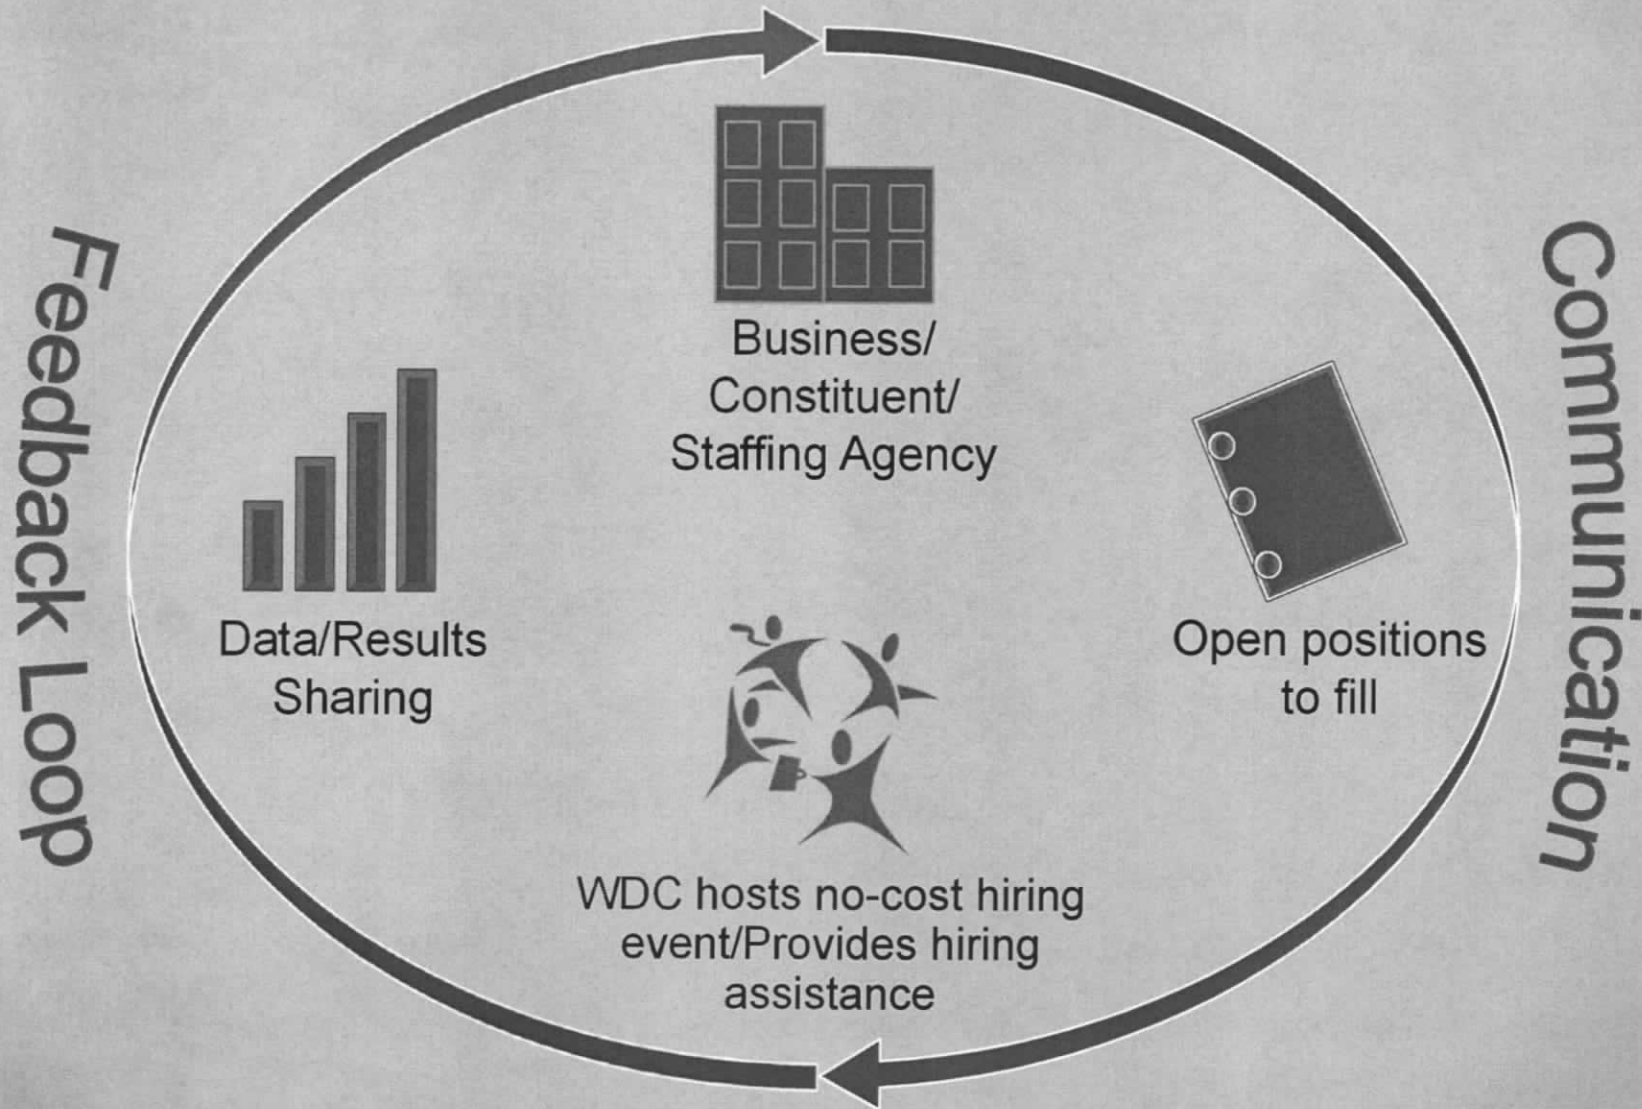 Feedback Loop
Business/
Constituent/
Staffing Agency
Communication
Data/Results
Sharing
Open positions
to fill
WDC hosts no-cost hiring
event/Provides hiring
assistance